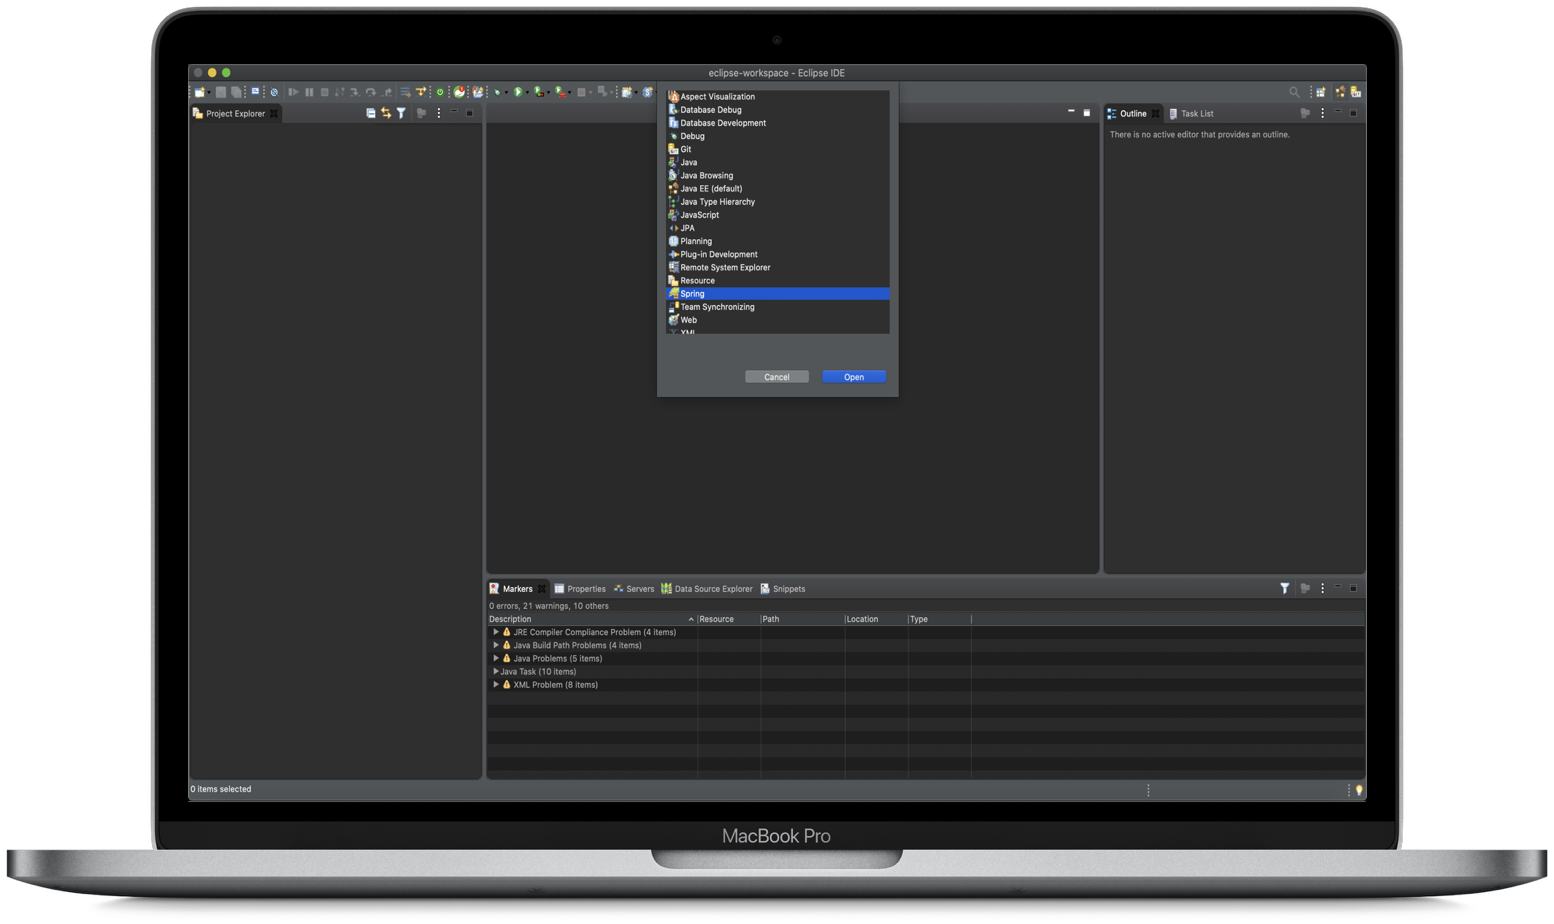 eclipse-workspace - Eclipse IDE
Project Explorer
Aspect Visualization
Database Debug
Database Development
Debug
Git
Java
Java Browsing
Java EE (default)
Java Type Hierarchy
JavaScript
JPA
Planning
Plug-in Development
Remote System Explorer
Resource
Spring
Team Synchronizing
Web
XML
Cancel Open
Outline Task List
There is no active editor that provides an outline.
Markers Properties Servers Data Source Explorer Snippets
0 errors, 21 warnings, 10 others
Description Resource Path Location Type
JRE Compiler Compliance Problem (4 items)
Java Build Path Problems (4 items)
Java Problems (5 items)
Java Task (10 items)
XML Problem (8 items)
0 items selected
MacBook Pro